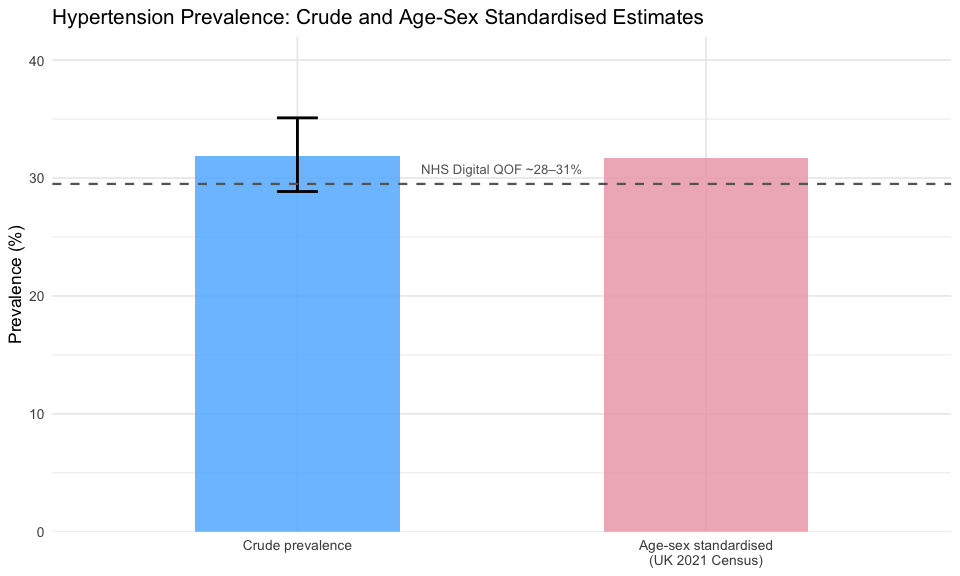 Hypertension Prevalence: Crude and Age-Sex Standardised Estimates
40
NHS Digital QOF ~28–31%
30
Prevalence (%)
20
10
0
Crude prevalence
Age-sex standardised
(UK 2021 Census)